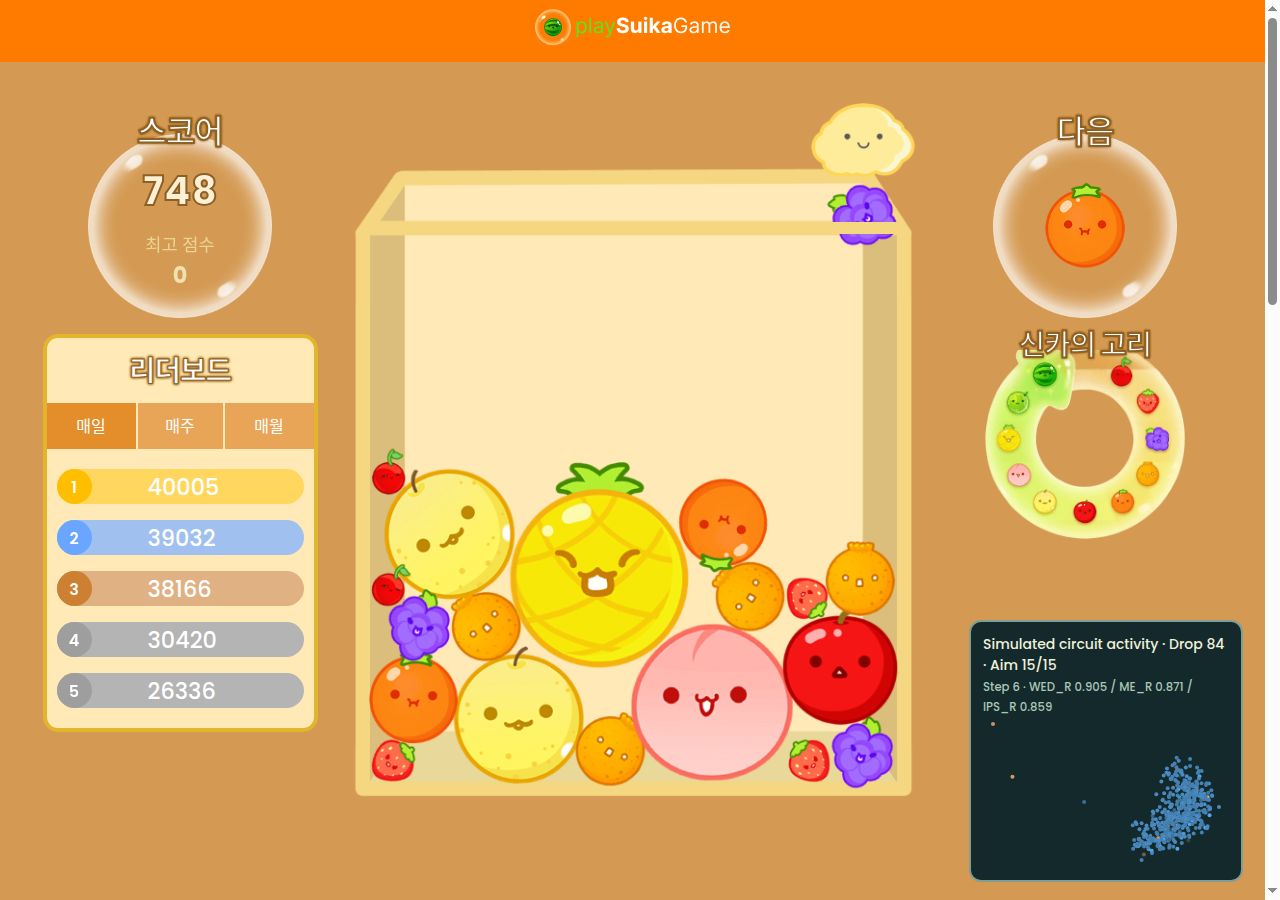 playSuikaGame
스코어
748
최고 점수
0
다음
신카의 고리
리더보드
매일 매주 매월
1 40005
2 39032
3 38166
4 30420
5 26336
Simulated circuit activity · Drop 84
· Aim 15/15
Step 6 · WED_R 0.905 / ME_R 0.871 /
IPS_R 0.859